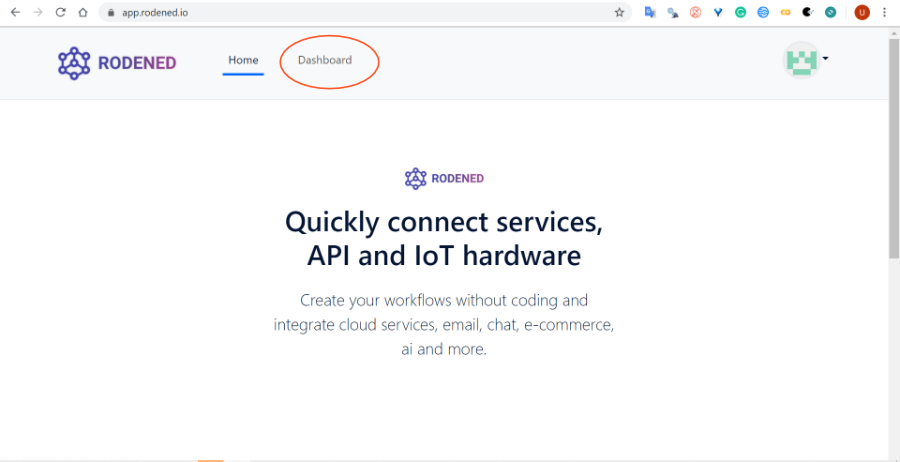 app.rodened.io
U
RODENED
Home
Dashboard
RODENED
Quickly connect services,
API and IoT hardware
Create your workflows without coding and
integrate cloud services, email, chat, e-commerce,
ai and more.